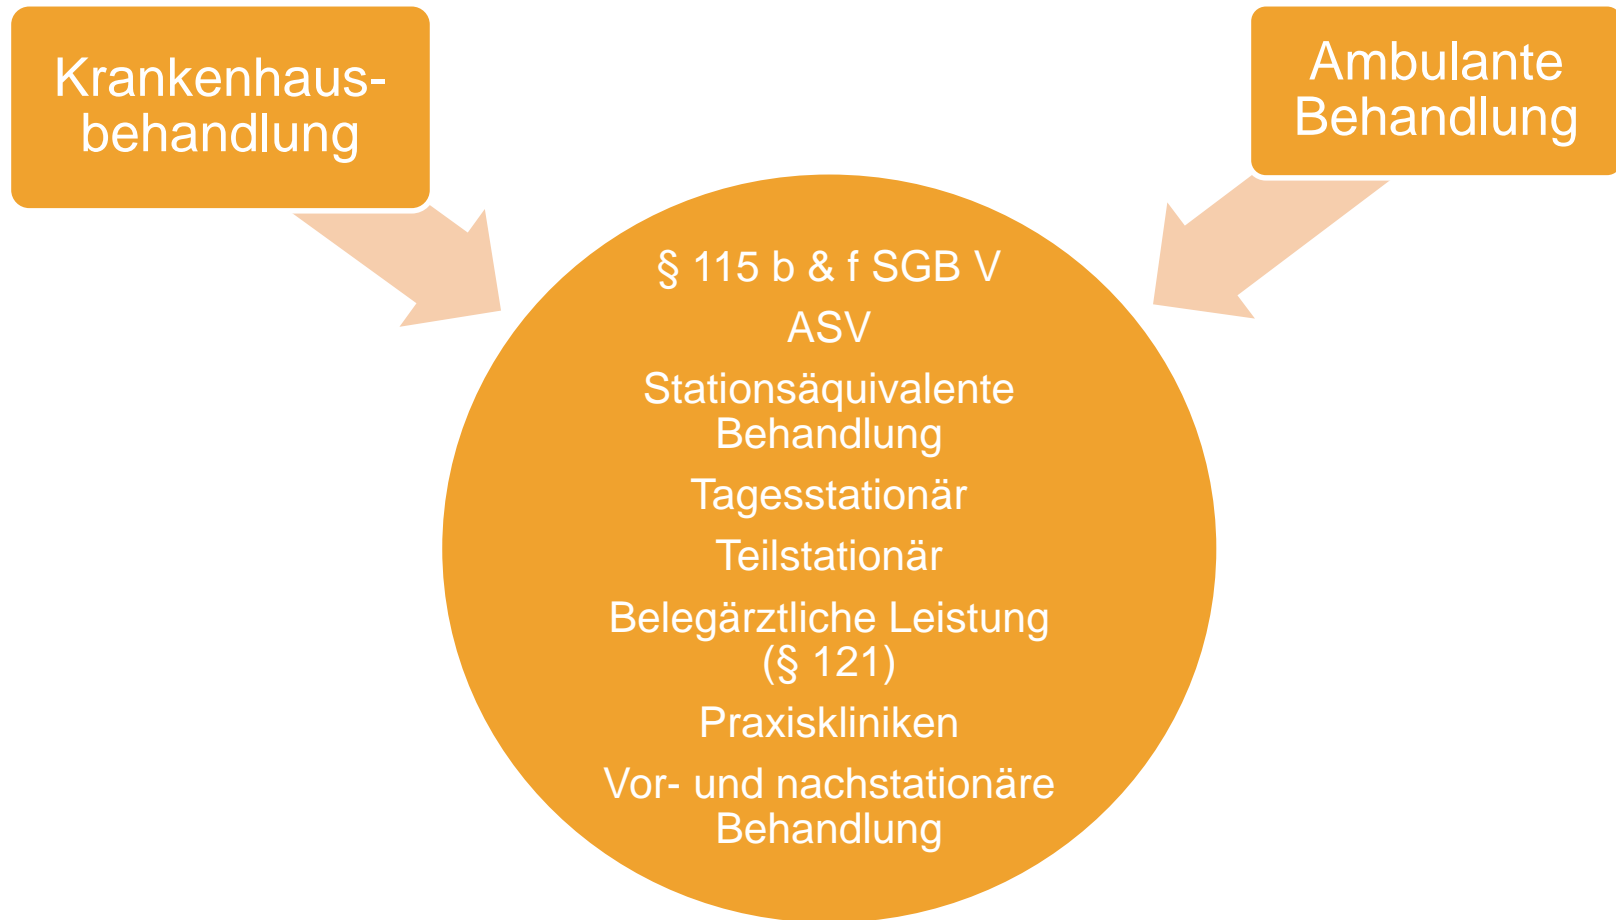 Krankenhaus-
behandlung
Ambulante
Behandlung
§ 115 b & f SGB V
ASV
Stationsäquivalente
Behandlung
Tagesstationär
Teilstationär
Belegärztliche Leistung
(§ 121)
Praxiskliniken
Vor- und nachstationäre
Behandlung